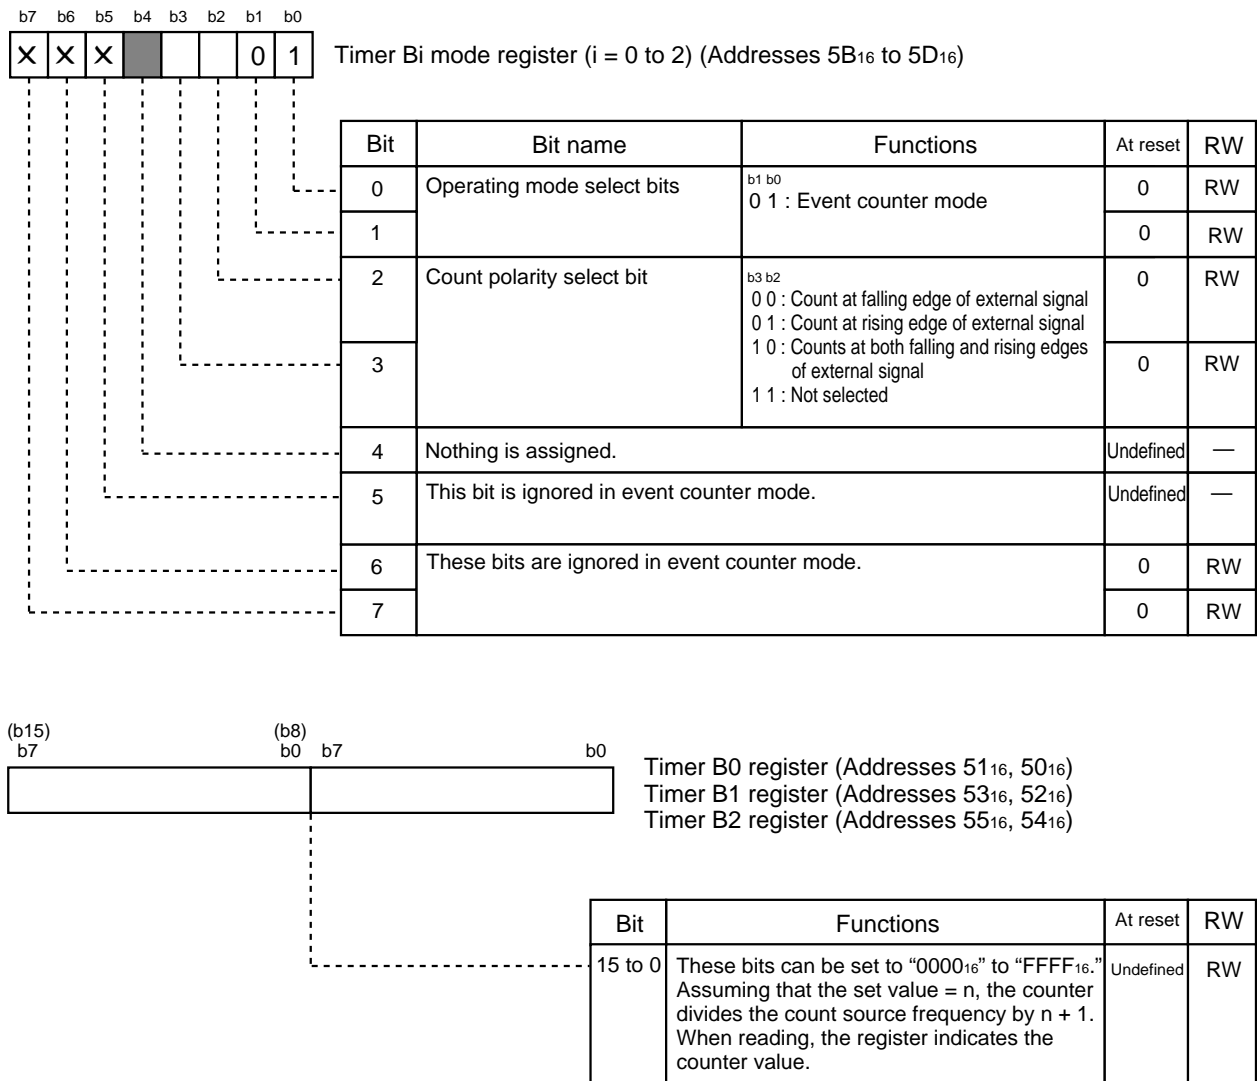 b7 b6 b5 b4 b3 b2 b1 b0
X X X 0 1
Timer Bi mode register (i = 0 to 2) (Addresses 5B16 to 5D16)
Bit Bit name Functions At reset RW
0 Operating mode select bits b1 b0 0 RW
0 1 : Event counter mode
1 0 RW
2 Count polarity select bit b3 b2 0 RW
0 0 : Count at falling edge of external signal
0 1 : Count at rising edge of external signal
3 1 0 : Counts at both falling and rising edges 0 RW
of external signal
1 1 : Not selected
4 Nothing is assigned. Undefined —
5 This bit is ignored in event counter mode. Undefined —
6 These bits are ignored in event counter mode. 0 RW
7 0 RW
(b15) (b8)
b7 b0 b7 b0
Timer B0 register (Addresses 5116, 5016)
Timer B1 register (Addresses 5316, 5216)
Timer B2 register (Addresses 5516, 5416)
Bit Functions At reset RW
15 to 0 These bits can be set to “000016” to “FFFF16.” Undefined RW
Assuming that the set value = n, the counter
divides the count source frequency by n + 1.
When reading, the register indicates the
counter value.